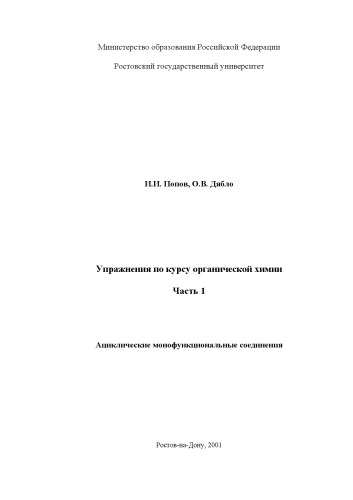 Министерство образования Российской Федерации
Ростовский государственный университет
И.И. Попов, О.В. Дябло
Упражнения по курсу органической химии
Часть 1
Ациклические монофункциональные соединения
Ростов-на-Дону, 2001